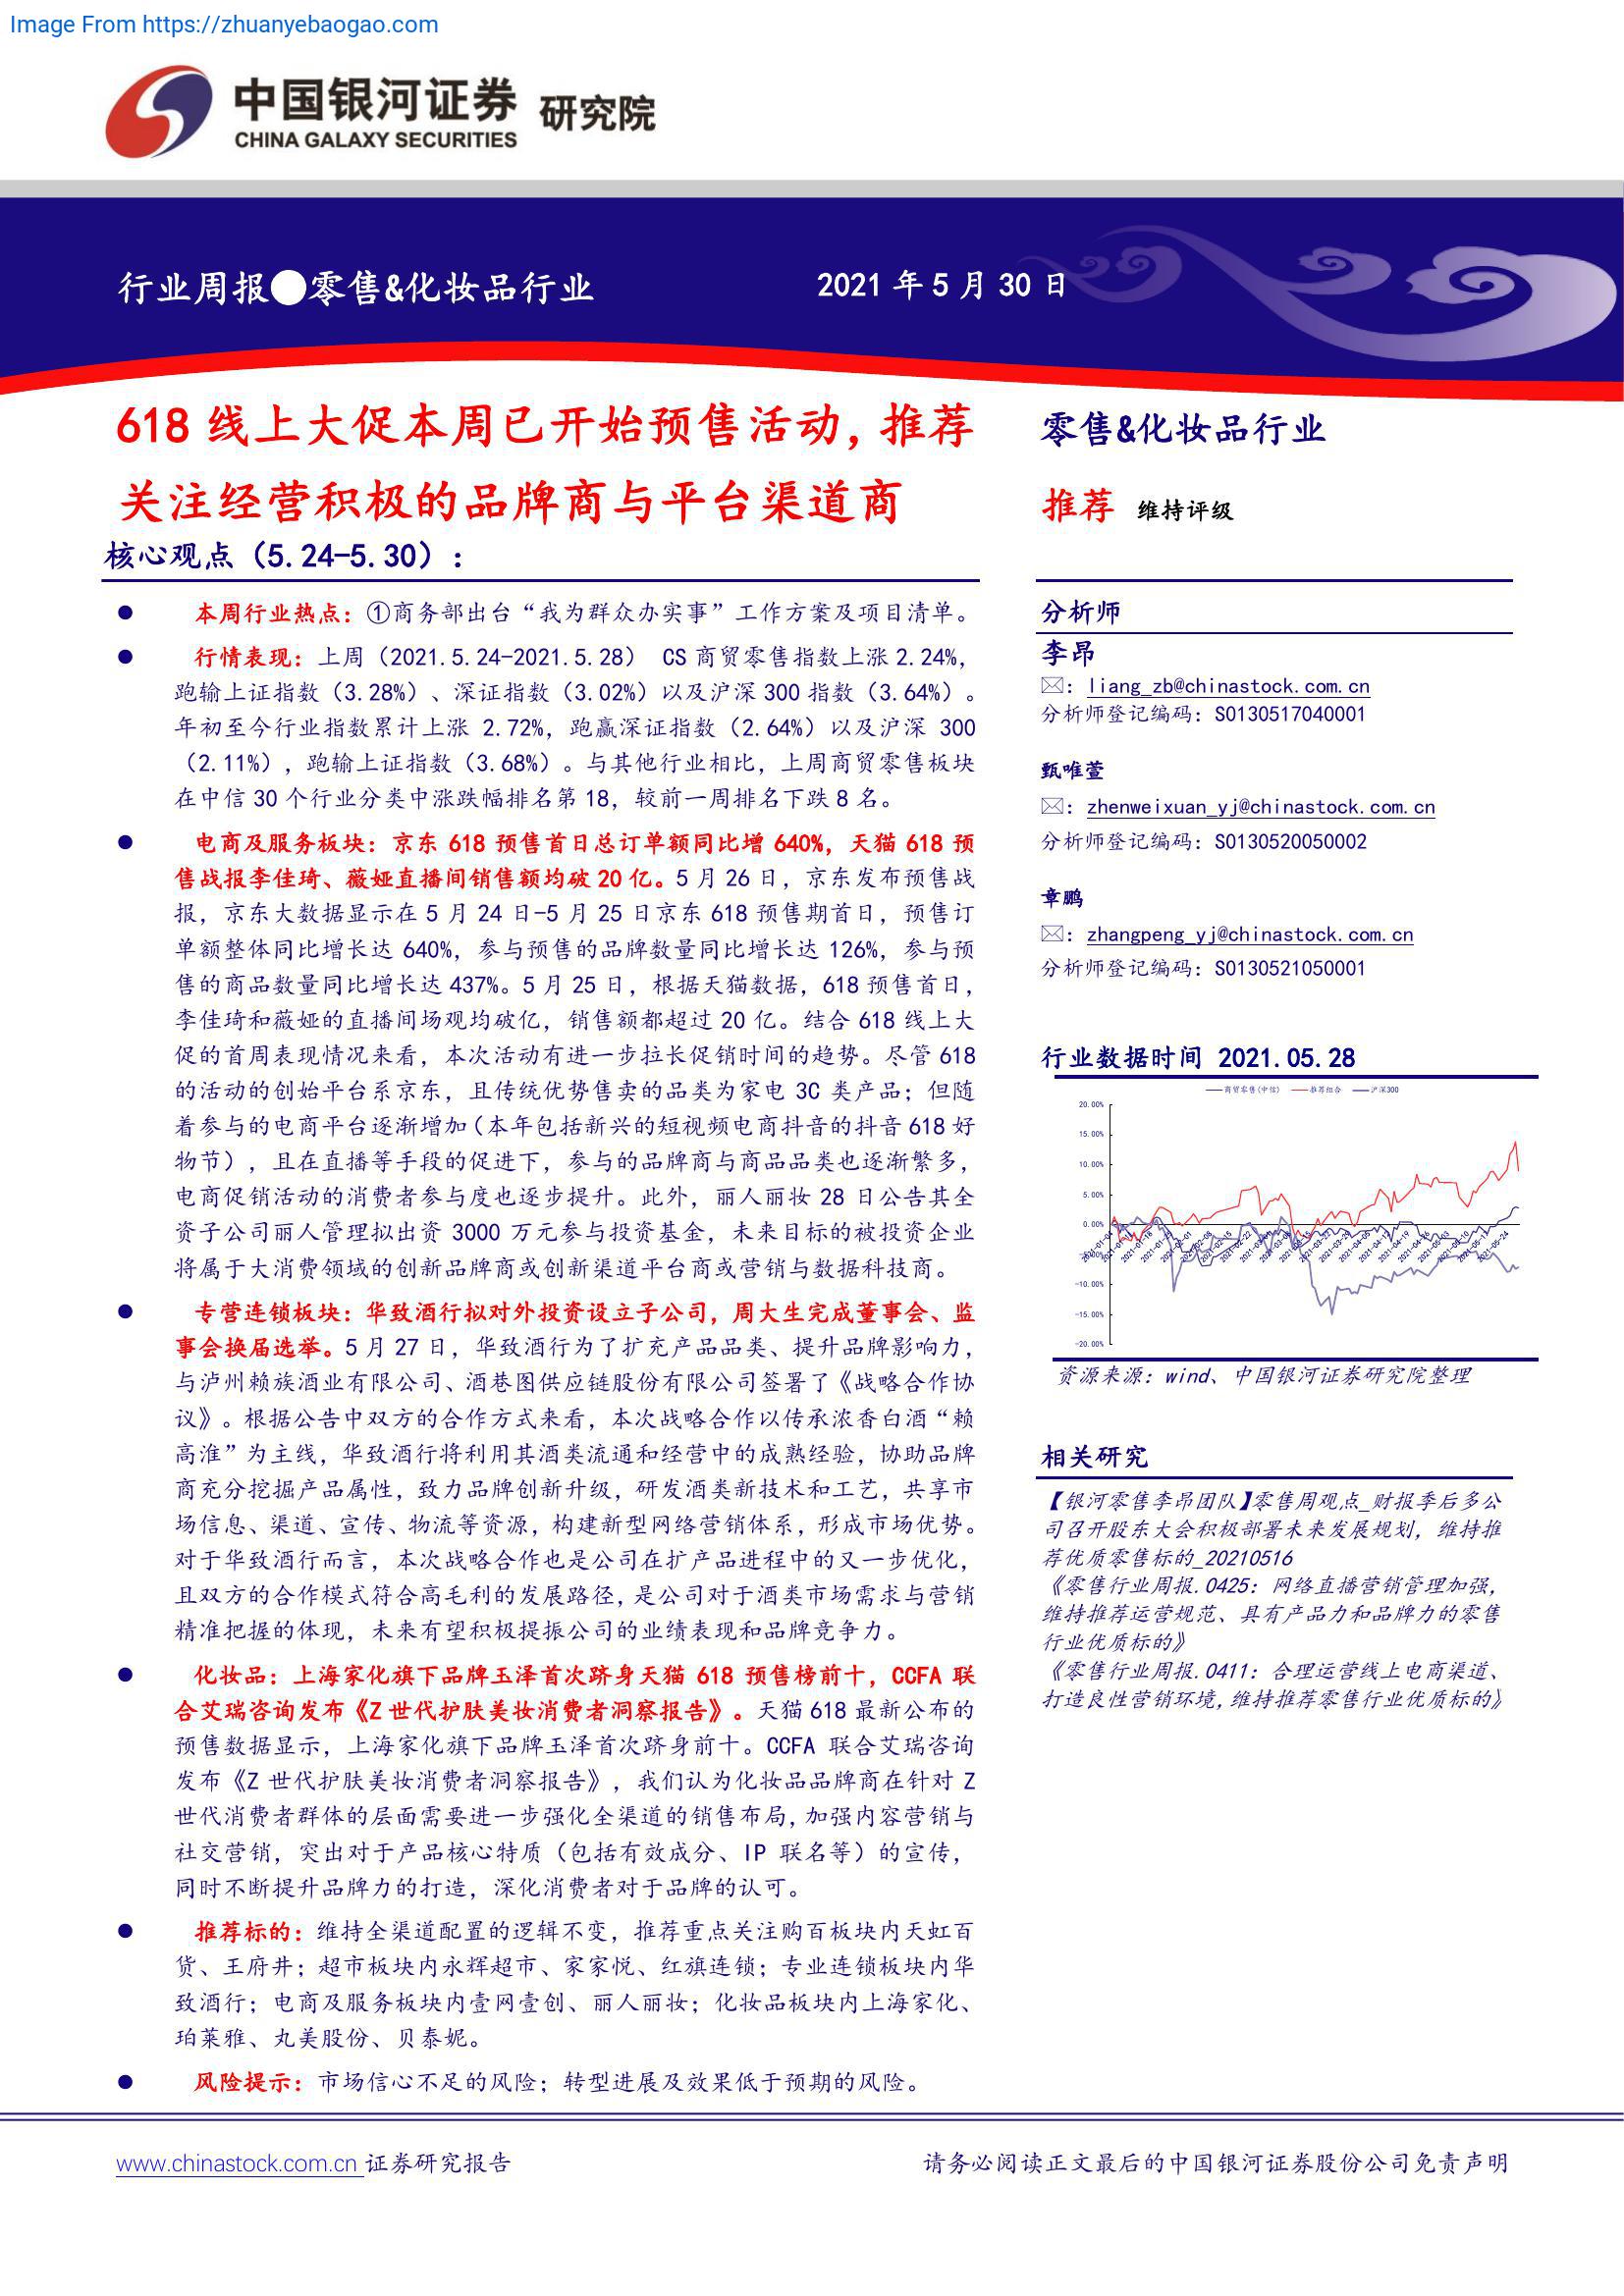 Image From https://zhuanyebaogao.com
中国银河证券 研究院
CHINA GALAXY SECURITIES
行业周报●零售&化妆品行业
2021 年 5 月 30 日
618 线上大促本周已开始预售活动，推荐
关注经营积极的品牌商与平台渠道商
核心观点（5.24-5.30）：
● 本周行业热点：①商务部出台“我为群众办实事”工作方案及项目清单。
● 行情表现：上周（2021.5.24-2021.5.28） CS 商贸零售指数上涨 2.24%，
跑输上证指数（3.28%）、深证指数（3.02%）以及沪深 300 指数（3.64%）。
年初至今行业指数累计上涨 2.72%，跑赢深证指数（2.64%）以及沪深 300
（2.11%），跑输上证指数（3.68%）。与其他行业相比，上周商贸零售板块
在中信 30 个行业分类中涨跌幅排名第 18，较前一周排名下跌 8 名。
● 电商及服务板块：京东 618 预售首日总订单额同比增 640%，天猫 618 预
售战报李佳琦、薇娅直播间销售额均破 20 亿。5 月 26 日，京东发布预售战
报，京东大数据显示在 5 月 24 日-5 月 25 日京东 618 预售期首日，预售订
单额整体同比增长达 640%，参与预售的品牌数量同比增长达 126%，参与预
售的商品数量同比增长达 437%。5 月 25 日，根据天猫数据，618 预售首日，
李佳琦和薇娅的直播间场观均破亿，销售额都超过 20 亿。结合 618 线上大
促的首周表现情况来看，本次活动有进一步拉长促销时间的趋势。尽管 618
的活动的创始平台系京东，且传统优势售卖的品类为家电 3C 类产品；但随
着参与的电商平台逐渐增加（本年包括新兴的短视频电商抖音的抖音 618 好
物节），且在直播等手段的促进下，参与的品牌商与商品品类也逐渐繁多，
电商促销活动的消费者参与度也逐步提升。此外，丽人丽妆 28 日公告其全
资子公司丽人管理拟出资 3000 万元参与投资基金，未来目标的被投资企业
将属于大消费领域的创新品牌商或创新渠道平台商或营销与数据科技商。
● 专营连锁板块：华致酒行拟对外投资设立子公司，周大生完成董事会、监
事会换届选举。5 月 27 日，华致酒行为了扩充产品品类、提升品牌影响力，
与泸州赖族酒业有限公司、酒巷图供应链股份有限公司签署了《战略合作协
议》。根据公告中双方的合作方式来看，本次战略合作以传承浓香白酒“赖
高淮”为主线，华致酒行将利用其酒类流通和经营中的成熟经验，协助品牌
商充分挖掘产品属性，致力品牌创新升级，研发酒类新技术和工艺，共享市
场信息、渠道、宣传、物流等资源，构建新型网络营销体系，形成市场优势。
对于华致酒行而言，本次战略合作也是公司在扩产品进程中的又一步优化，
且双方的合作模式符合高毛利的发展路径，是公司对于酒类市场需求与营销
精准把握的体现，未来有望积极提振公司的业绩表现和品牌竞争力。
● 化妆品：上海家化旗下品牌玉泽首次跻身天猫 618 预售榜前十，CCFA 联
合艾瑞咨询发布《Z 世代护肤美妆消费者洞察报告》。天猫 618 最新公布的
预售数据显示，上海家化旗下品牌玉泽首次跻身前十。CCFA 联合艾瑞咨询
发布《Z 世代护肤美妆消费者洞察报告》，我们认为化妆品品牌商在针对 Z
世代消费者群体的层面需要进一步强化全渠道的销售布局，加强内容营销与
社交营销，突出对于产品核心特质（包括有效成分、IP 联名等）的宣传，
同时不断提升品牌力的打造，深化消费者对于品牌的认可。
● 推荐标的：维持全渠道配置的逻辑不变，推荐重点关注购百板块内天虹百
货、王府井；超市板块内永辉超市、家家悦、红旗连锁；专业连锁板块内华
致酒行；电商及服务板块内壹网壹创、丽人丽妆；化妆品板块内上海家化、
珀莱雅、丸美股份、贝泰妮。
● 风险提示：市场信心不足的风险；转型进展及效果低于预期的风险。
零售&化妆品行业
推荐 维持评级
分析师
李昂
✉：liang_zb@chinastock.com.cn
分析师登记编码：S0130517040001
甄唯萱
✉：zhenweixuan_yj@chinastock.com.cn
分析师登记编码：S0130520050002
章鹏
✉：zhangpeng_yj@chinastock.com.cn
分析师登记编码：S0130521050001
行业数据时间 2021.05.28
商贸零售(中信) 推荐组合 沪深300
20.00%
15.00%
10.00%
5.00%
0.00%
-10.00%
-15.00%
-20.00%
资源来源：wind、中国银河证券研究院整理
相关研究
【银河零售李昂团队】零售周观点_财报季后多公
司召开股东大会积极部署未来发展规划，维持推
荐优质零售标的_20210516
《零售行业周报.0425：网络直播营销管理加强，
维持推荐运营规范、具有产品力和品牌力的零售
行业优质标的》
《零售行业周报.0411：合理运营线上电商渠道、
打造良性营销环境，维持推荐零售行业优质标的》
www.chinastock.com.cn 证券研究报告
请务必阅读正文最后的中国银河证券股份公司免责声明